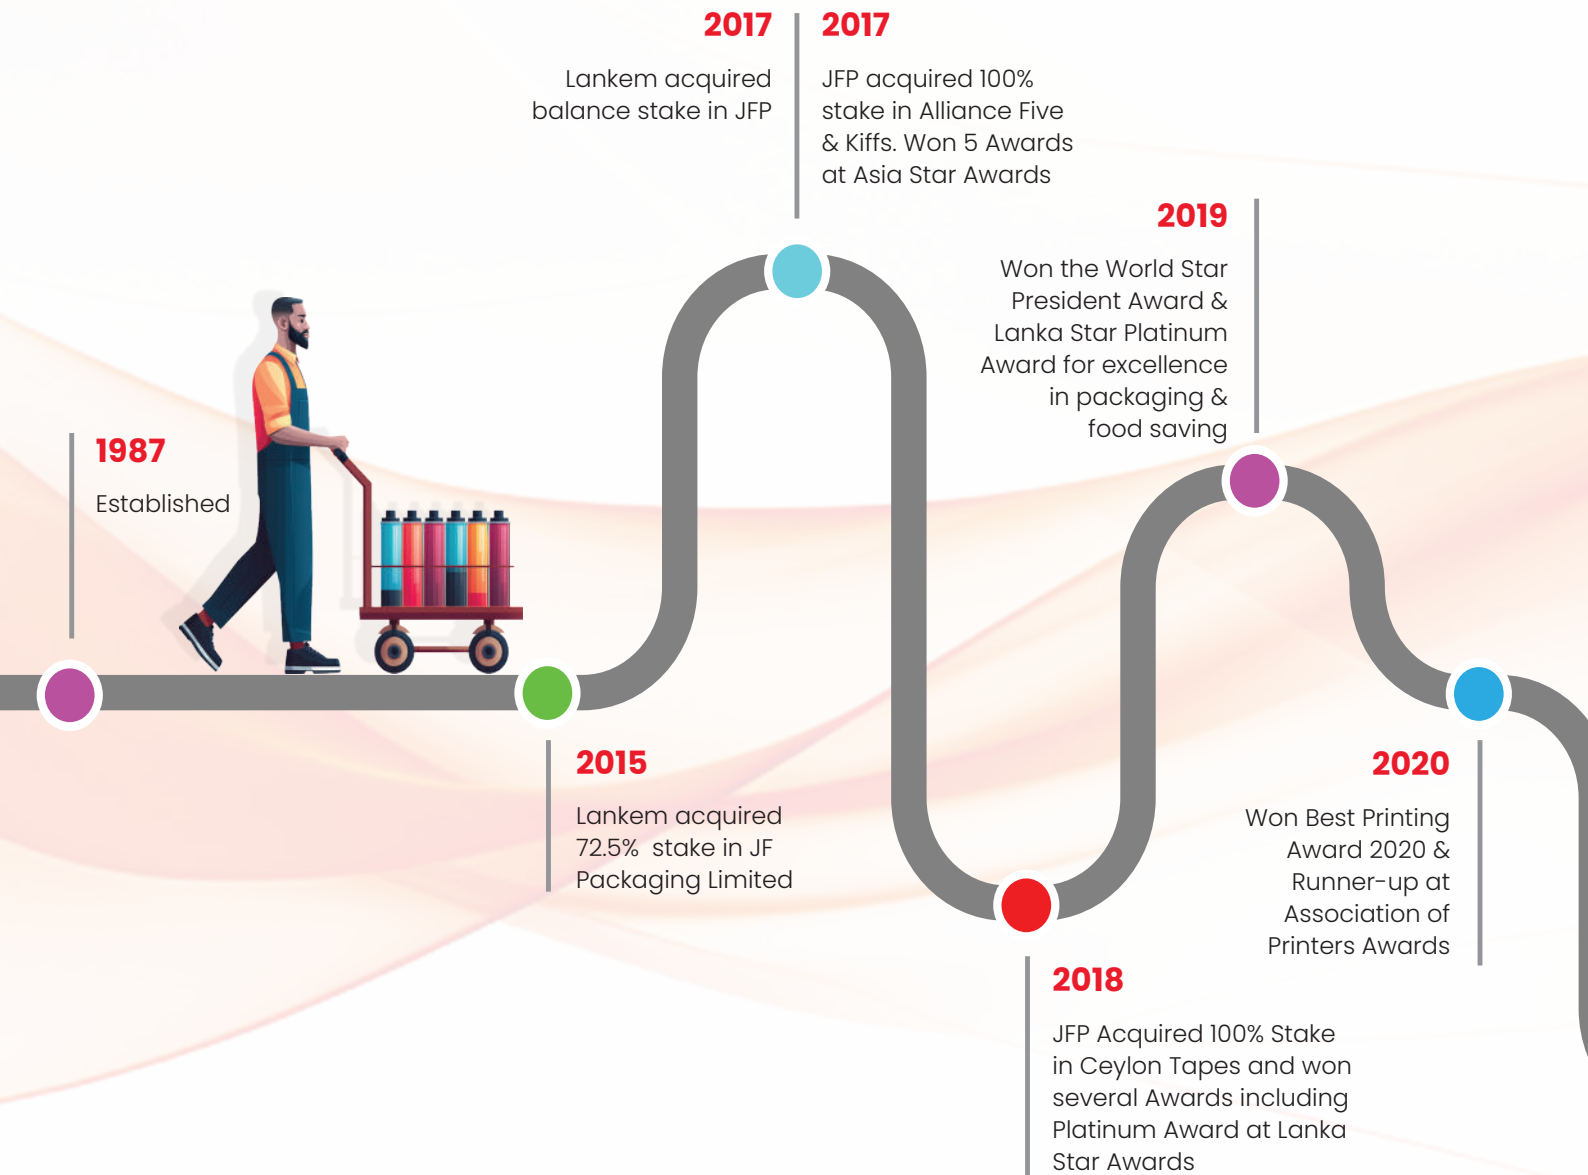 1987
Established
2015
Lankem acquired
72.5% stake in JF
Packaging Limited
2017
Lankem acquired
balance stake in JFP
2017
JFP acquired 100%
stake in Alliance Five
& Kiffs. Won 5 Awards
at Asia Star Awards
2018
JFP Acquired 100% Stake
in Ceylon Tapes and won
several Awards including
Platinum Award at Lanka
Star Awards
2019
Won the World Star
President Award &
Lanka Star Platinum
Award for excellence
in packaging &
food saving
2020
Won Best Printing
Award 2020 &
Runner-up at
Association of
Printers Awards